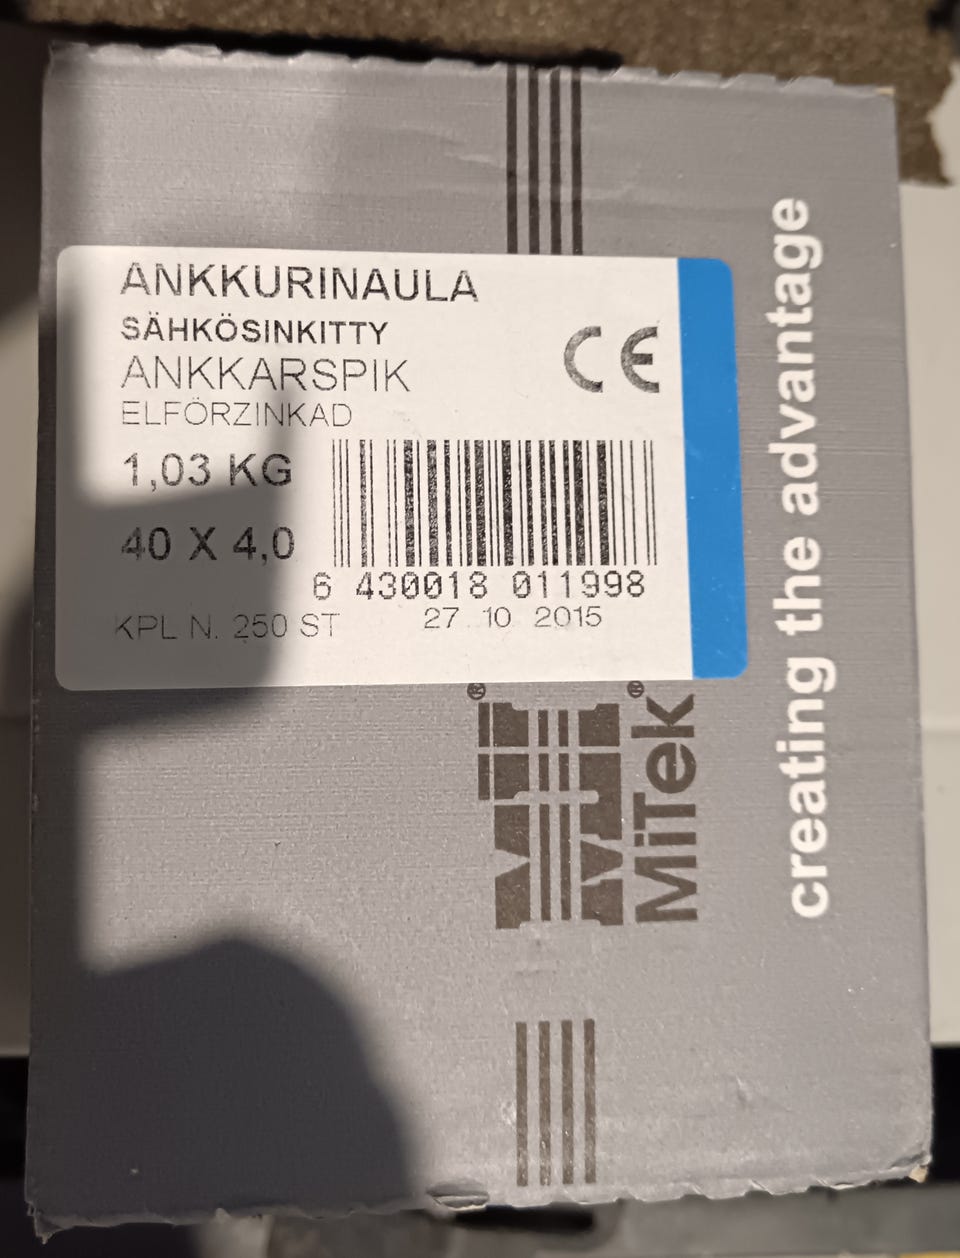 ANKKURINAULA
SÄHKÖSINKITTY
ANKKARSPIK
ELFÖRZINKAD
CE
1,03 KG
40 X 4,0
6 430018 011998
KPL N. 250 ST
27 10 2015
MiTek®
creating the advantage